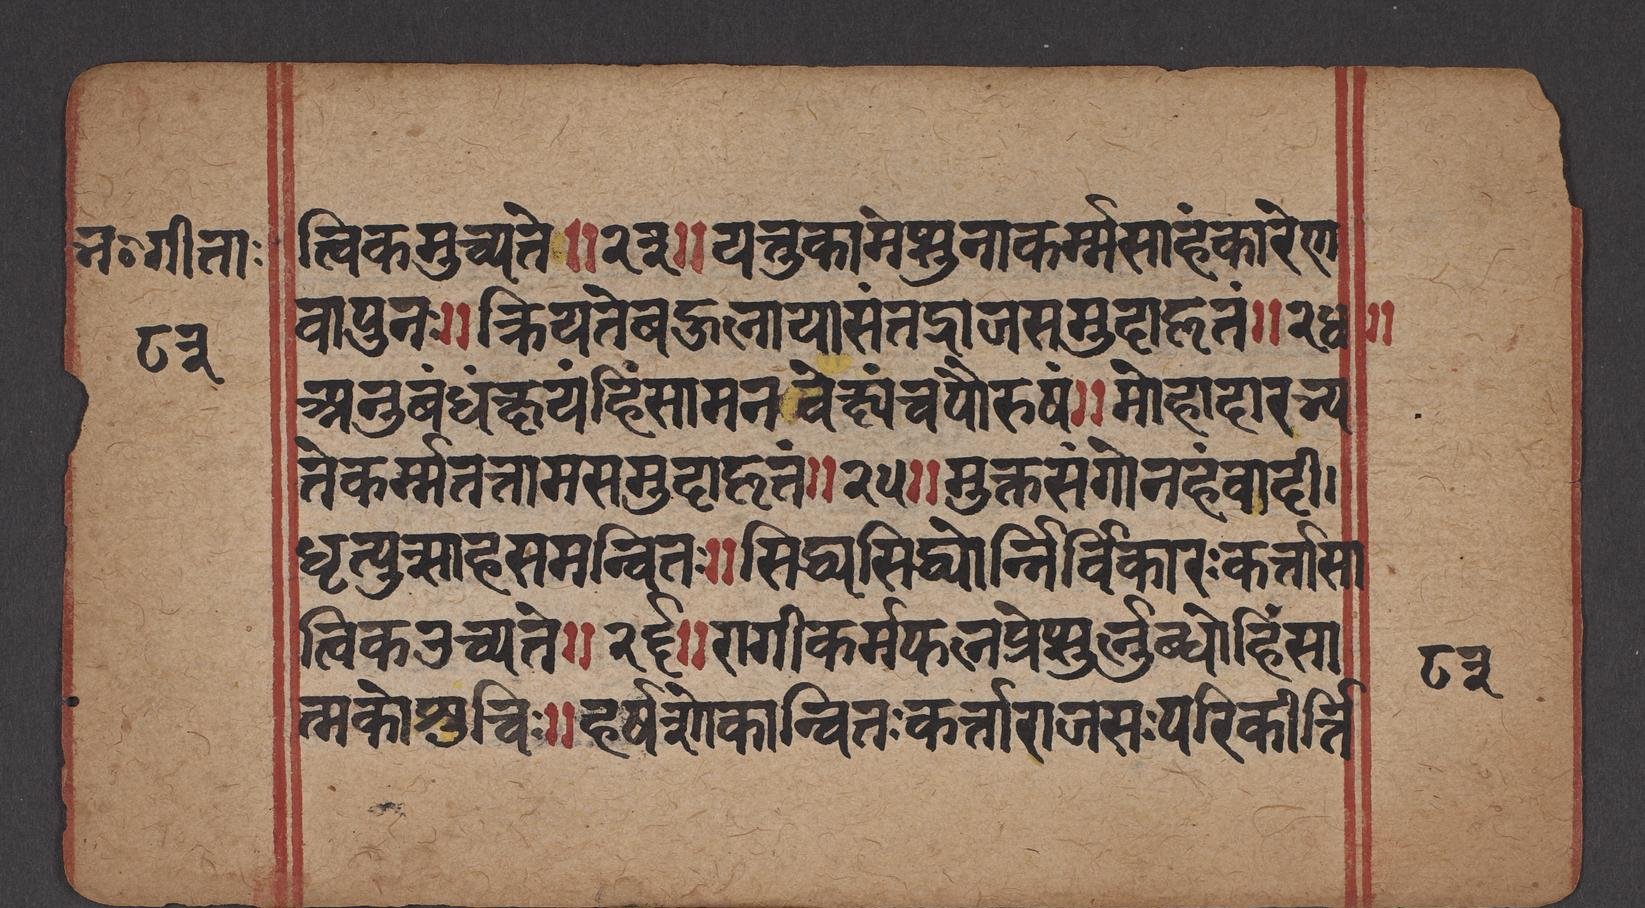 भ॰गीताः
८३
त्विकमुच्यते॥२३॥यत्तुकामेप्सुनाकर्म्मसाहंकारेण
वापुनः॥क्रियतेबहुलायासंतद्राजसमुदाहृतं॥२४॥
अनुबंधंक्षयंहिंसामनवेक्ष्यंचपौरुषं॥मोहादारभ्य
तेकर्म्मतत्तामसमुदाहृतं॥२५॥मुक्तसंगोनहंवादी।
धृत्युत्साहसमन्वितः॥सिद्ध्यसिद्ध्योर्न्निर्विकारःकर्त्तासा
त्विकउच्यते॥२६॥रागीकर्मफलप्रेप्सुर्लुब्धोहिंसा
त्मकोशुचिः॥हर्षशोकान्वितःकर्त्ताराजसःपरिकीर्त्ति
८३